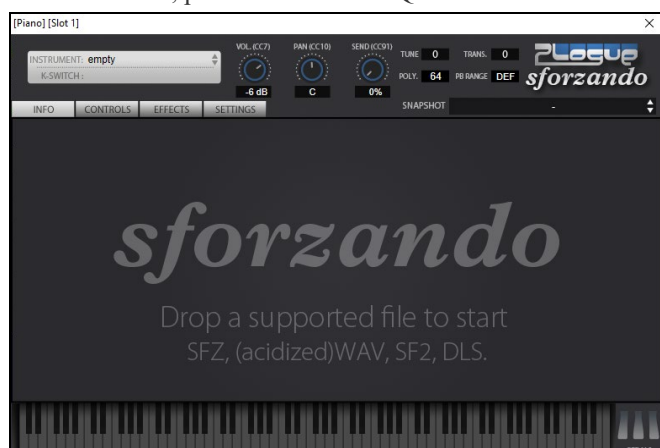 [Piano] [Slot 1]
INSTRUMENT: empty
K-SWITCH :
VOL. (CC7)
-6 dB
PAN (CC10)
C
SEND (CC91)
0%
TUNE 0 TRANS. 0
POLY. 64 PB RANGE DEF
Plogue
sforzando
INFO CONTROLS EFFECTS SETTINGS SNAPSHOT -
sforzando
Drop a supported file to start
SFZ, (acidized)WAV, SF2, DLS.